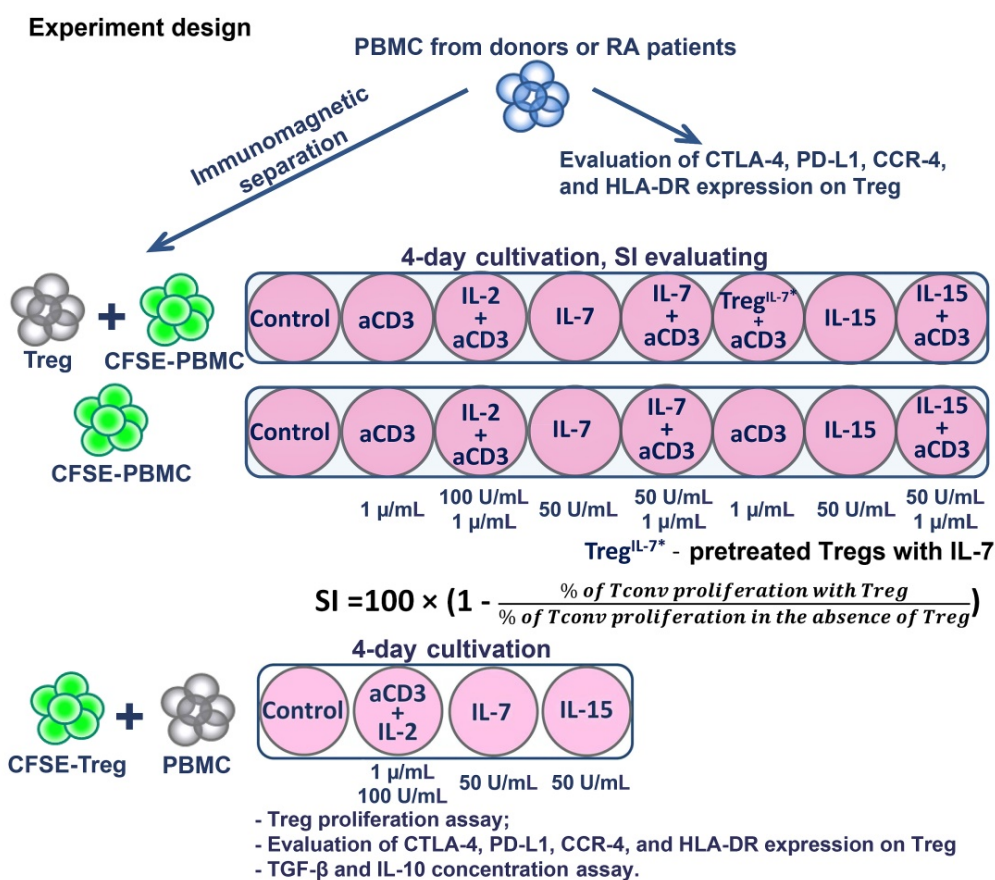 Experiment design
PBMC from donors or RA patients
Immunomagnetic
separation
Evaluation of CTLA-4, PD-L1, CCR-4,
and HLA-DR expression on Treg
4-day cultivation, SI evaluating
Treg
+
CFSE-PBMC
Control
aCD3
IL-2
+
aCD3
IL-7
IL-7
+
aCD3
Treg^IL-7*
+
aCD3
IL-15
IL-15
+
aCD3
CFSE-PBMC
Control
aCD3
IL-2
+
aCD3
IL-7
IL-7
+
aCD3
aCD3
IL-15
IL-15
+
aCD3
1 μ/mL
100 U/mL
1 μ/mL
50 U/mL
50 U/mL
1 μ/mL
1 μ/mL
50 U/mL
50 U/mL
1 μ/mL
Treg^IL-7* - pretreated Tregs with IL-7
SI =100 × (1 - % of Tconv proliferation with Treg / % of Tconv proliferation in the absence of Treg)
4-day cultivation
CFSE-Treg
+
PBMC
Control
aCD3
+
IL-2
IL-7
IL-15
1 μ/mL
100 U/mL
50 U/mL
50 U/mL
- Treg proliferation assay;
- Evaluation of CTLA-4, PD-L1, CCR-4, and HLA-DR expression on Treg
- TGF-β and IL-10 concentration assay.